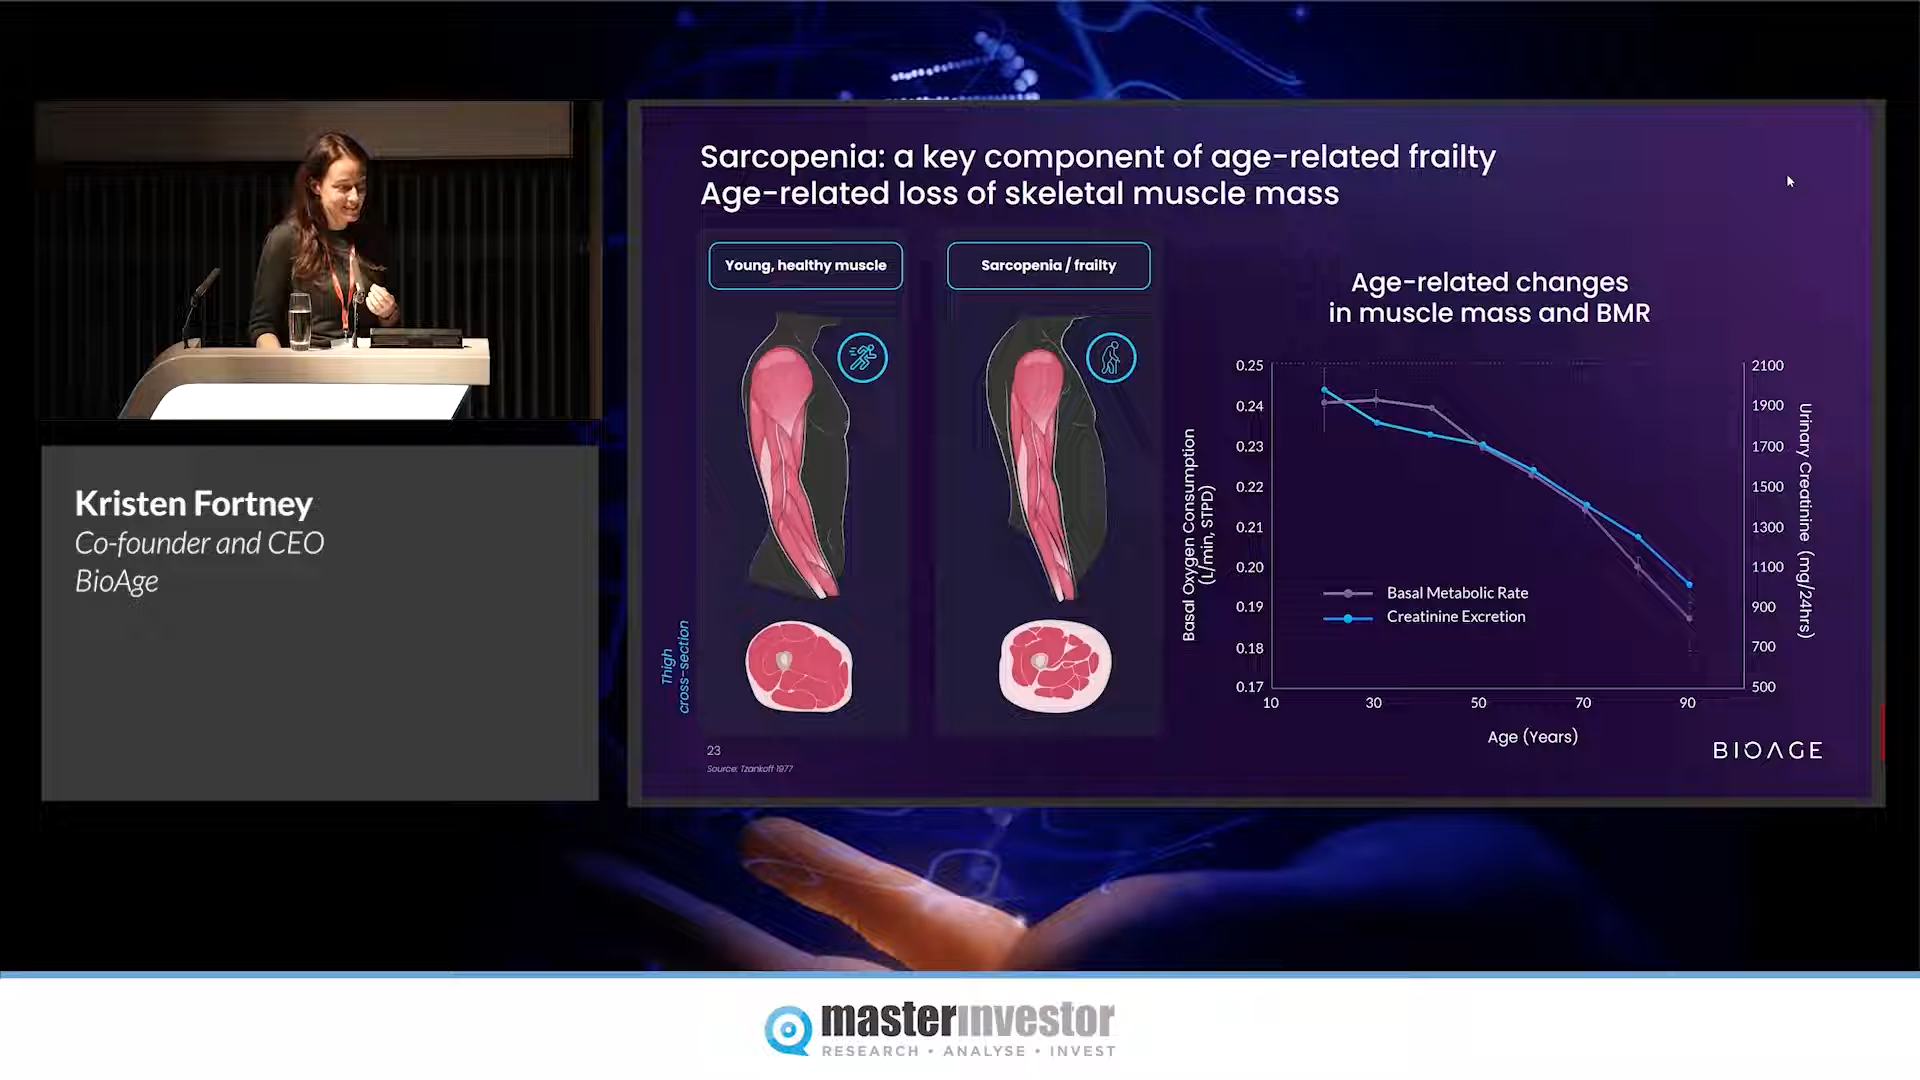 Kristen Fortney
Co-founder and CEO
BioAge
Sarcopenia: a key component of age-related frailty
Age-related loss of skeletal muscle mass
Young, healthy muscle
Sarcopenia / frailty
Thigh
cross-section
Age-related changes
in muscle mass and BMR
Basal Oxygen Consumption
(L/min, STPD)
0.25
0.24
0.23
0.22
0.21
0.20
0.19
0.18
0.17
2100
1900
1700
1500
1300
1100
900
700
500
Urinary Creatinine (mg/24hrs)
Basal Metabolic Rate
Creatinine Excretion
10 30 50 70 90
Age (Years)
23
Source: Tzankoff 1977
BIOAGE
masterinvestor
RESEARCH • ANALYSE • INVEST